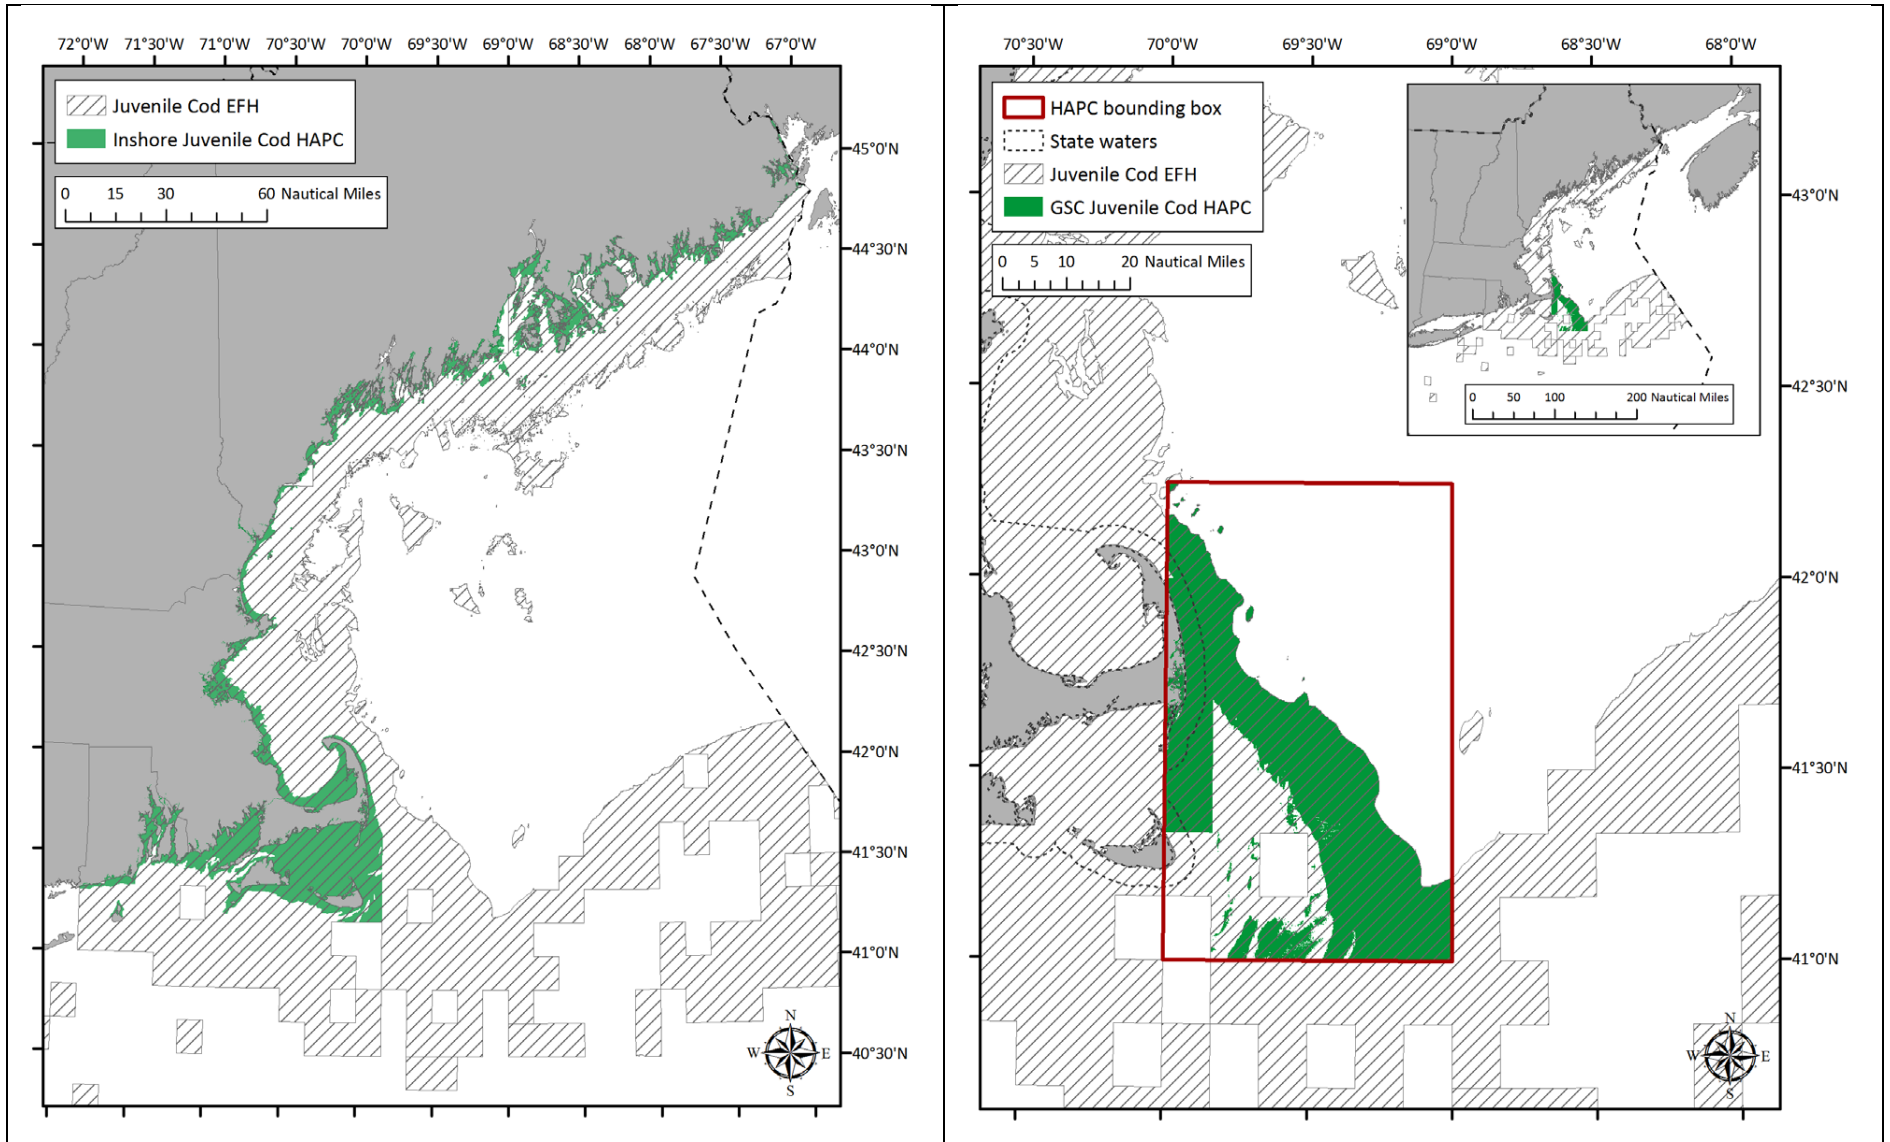 72°0'W 71°30'W 71°0'W 70°30'W 70°0'W 69°30'W 69°0'W 68°30'W 68°0'W 67°30'W 67°0'W
Juvenile Cod EFH
Inshore Juvenile Cod HAPC
0 15 30 60 Nautical Miles
45°0'N
44°30'N
44°0'N
43°30'N
43°0'N
42°30'N
42°0'N
41°30'N
41°0'N
40°30'N
N
W E
S
70°30'W 70°0'W 69°30'W 69°0'W 68°30'W 68°0'W
HAPC bounding box
State waters
Juvenile Cod EFH
GSC Juvenile Cod HAPC
0 5 10 20 Nautical Miles
0 50 100 200 Nautical Miles
43°0'N
42°30'N
42°0'N
41°30'N
41°0'N
N
W E
S